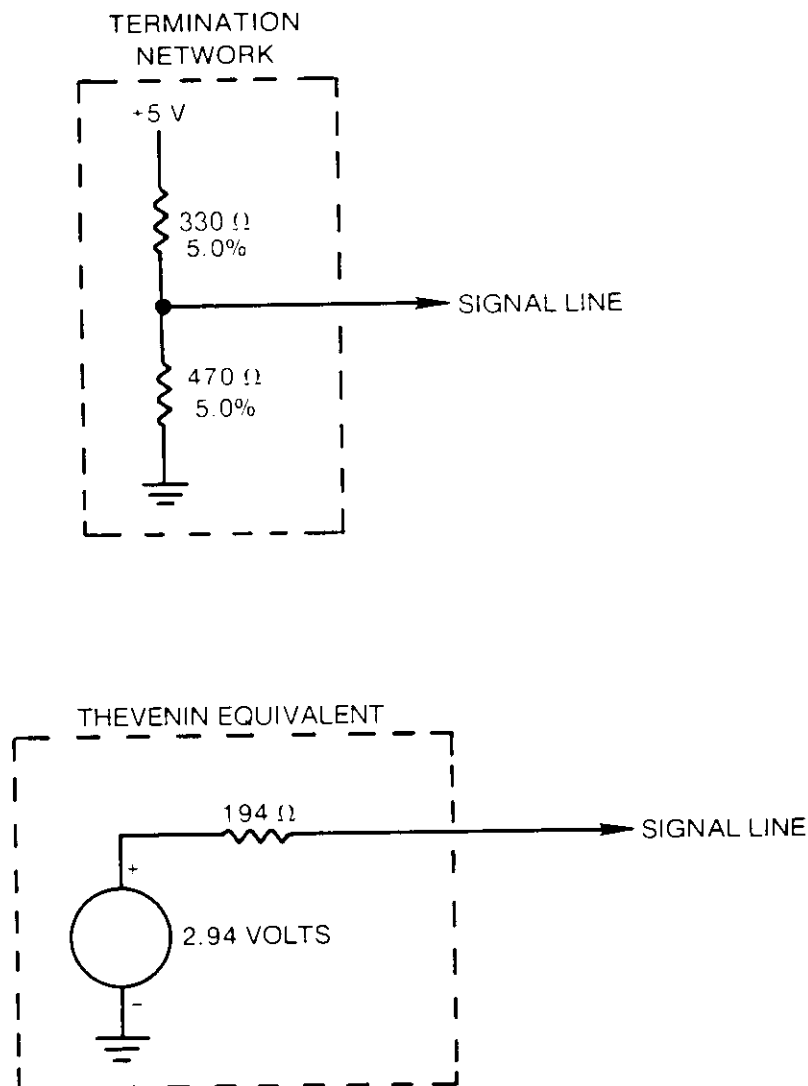 TERMINATION
NETWORK
+5 V
330 Ω
5.0%
SIGNAL LINE
470 Ω
5.0%
THEVENIN EQUIVALENT
194 Ω
SIGNAL LINE
+
2.94 VOLTS
-